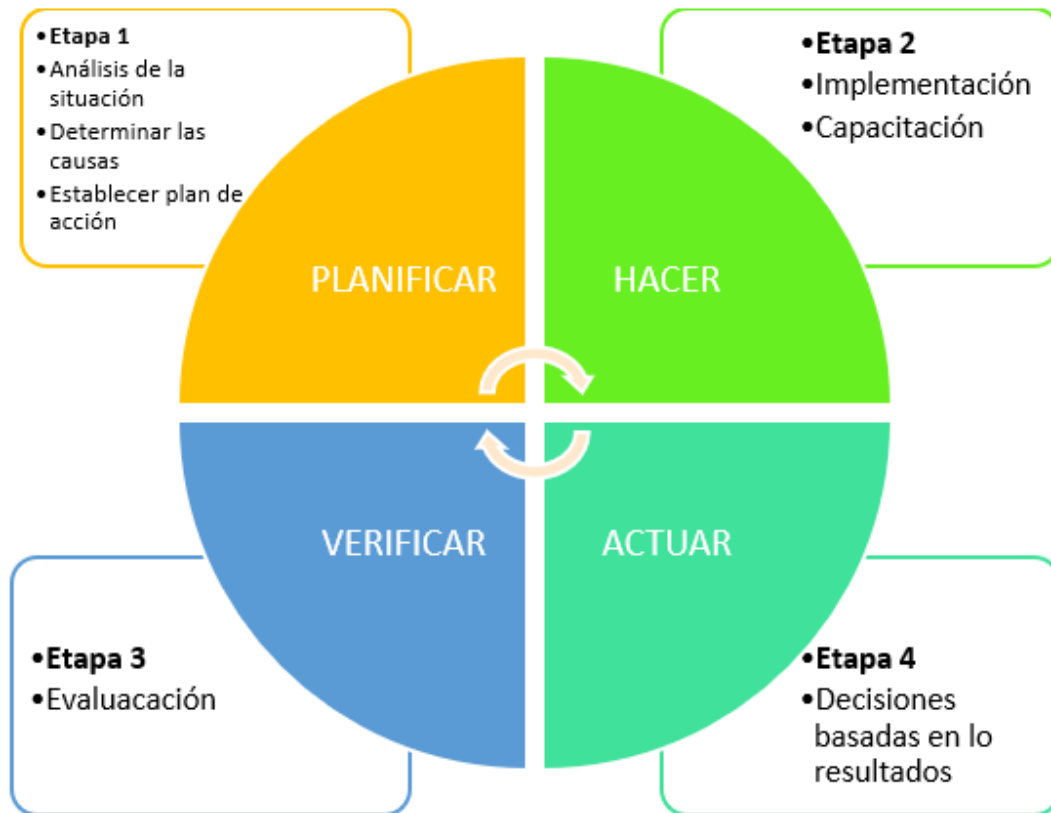 •Etapa 1
•Análisis de la
situación
•Determinar las
causas
•Establecer plan de
acción
•Etapa 2
•Implementación
•Capacitación
PLANIFICAR
HACER
VERIFICAR
ACTUAR
•Etapa 3
•Evaluacación
•Etapa 4
•Decisiones
basadas en lo
resultados